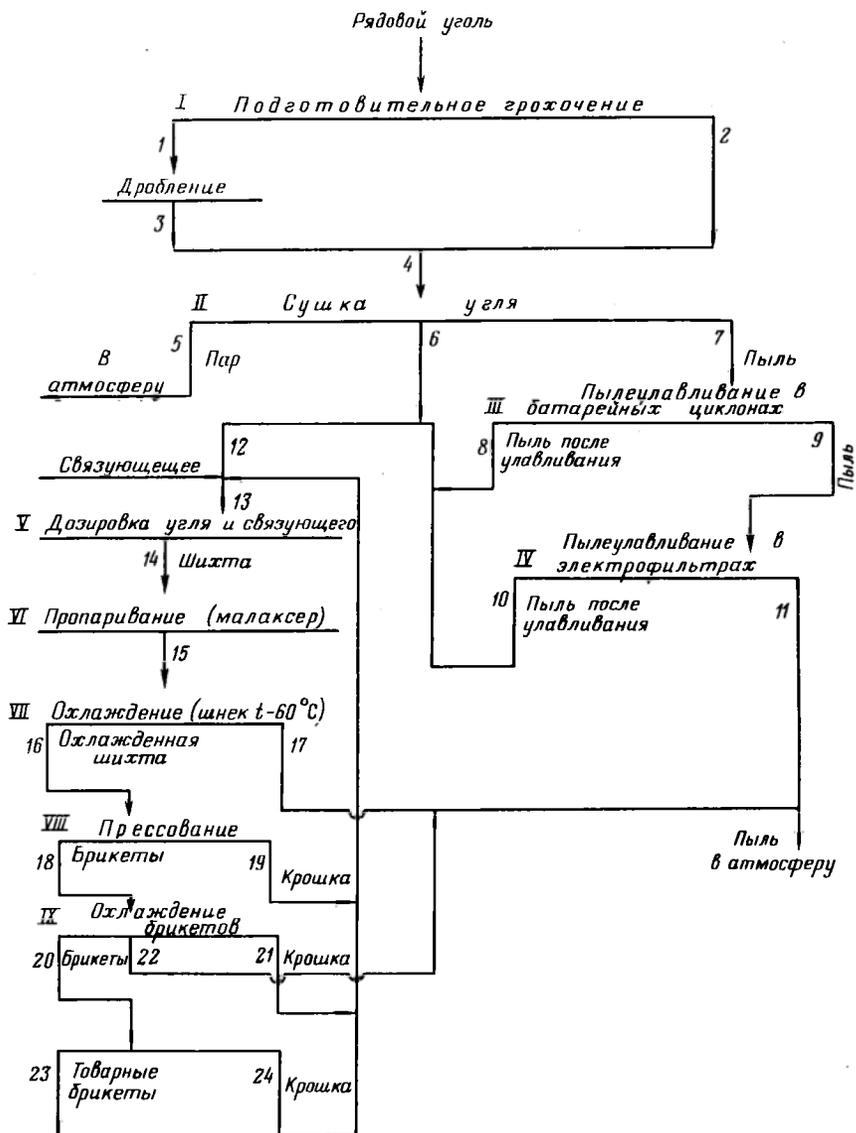 Рядовой уголь
I Подготовительное грохочение
1
2
Дробление
3
4
II Сушка угля
5
6
7
В
атмосферу
Пар
Пыль
III Пылеилавливание в
батарейных циклонах
8
Пыль после
улавливания
9
Пыль
12
Связующещее
13
V Дозировка угля и связующего
14
Шихта
IV Пылеулавливание в
электрофильтрах
10
Пыль после
улавливания
11
VI Пропаривание (малаксер)
15
VII Охлаждение (шнек t-60°С)
16
Охлажденная
шихта
17
VIII Прессование
18
Брикеты
19
Крошка
Пыль
в атмосферу
IX Охлаждение
брикетов
20
Брикеты
22
21
Крошка
23
Товарные
брикеты
24
Крошка